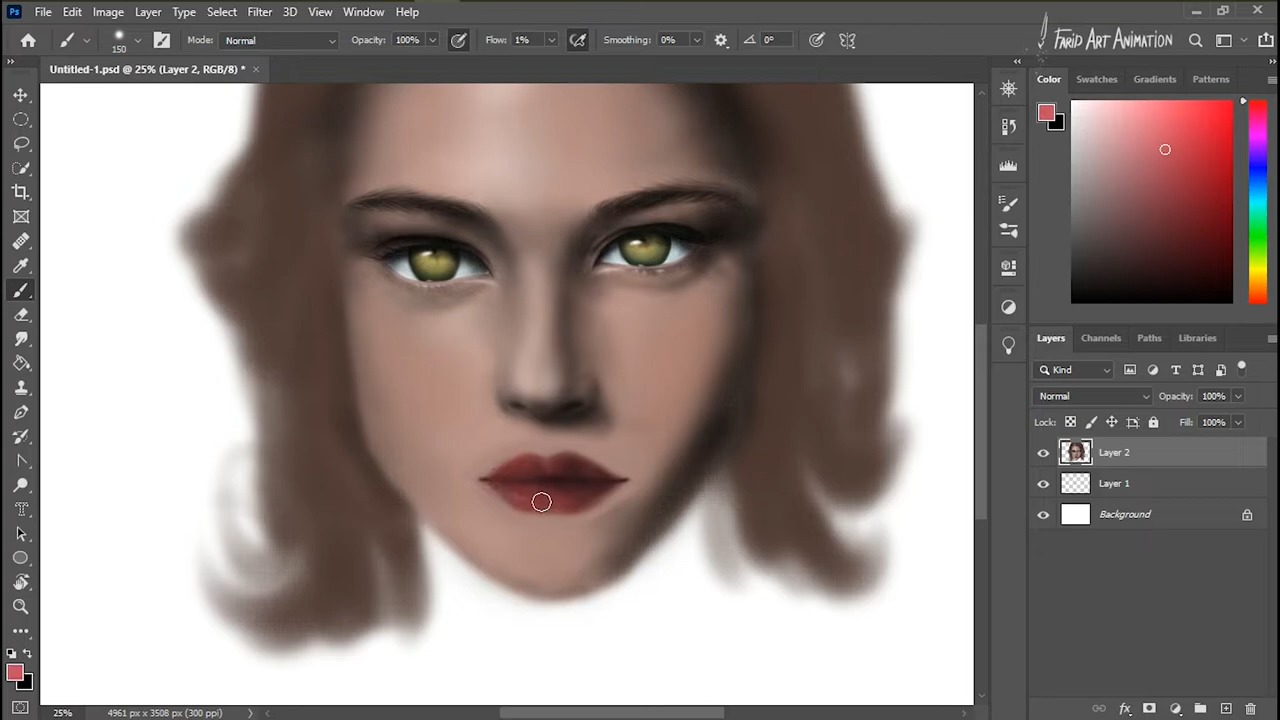 Ps File Edit Image Layer Type Select Filter 3D View Window Help
150 Mode: Normal Opacity: 100% Flow: 1% Smoothing: 0% 0° FARID ART ANIMATION
Untitled-1.psd @ 25% (Layer 2, RGB/8) *
Color Swatches Gradients Patterns
Layers Channels Paths Libraries
Kind
Normal Opacity: 100%
Lock: Fill: 100%
Layer 2
Layer 1
Background
fx
25% 4961 px x 3508 px (300 ppi)